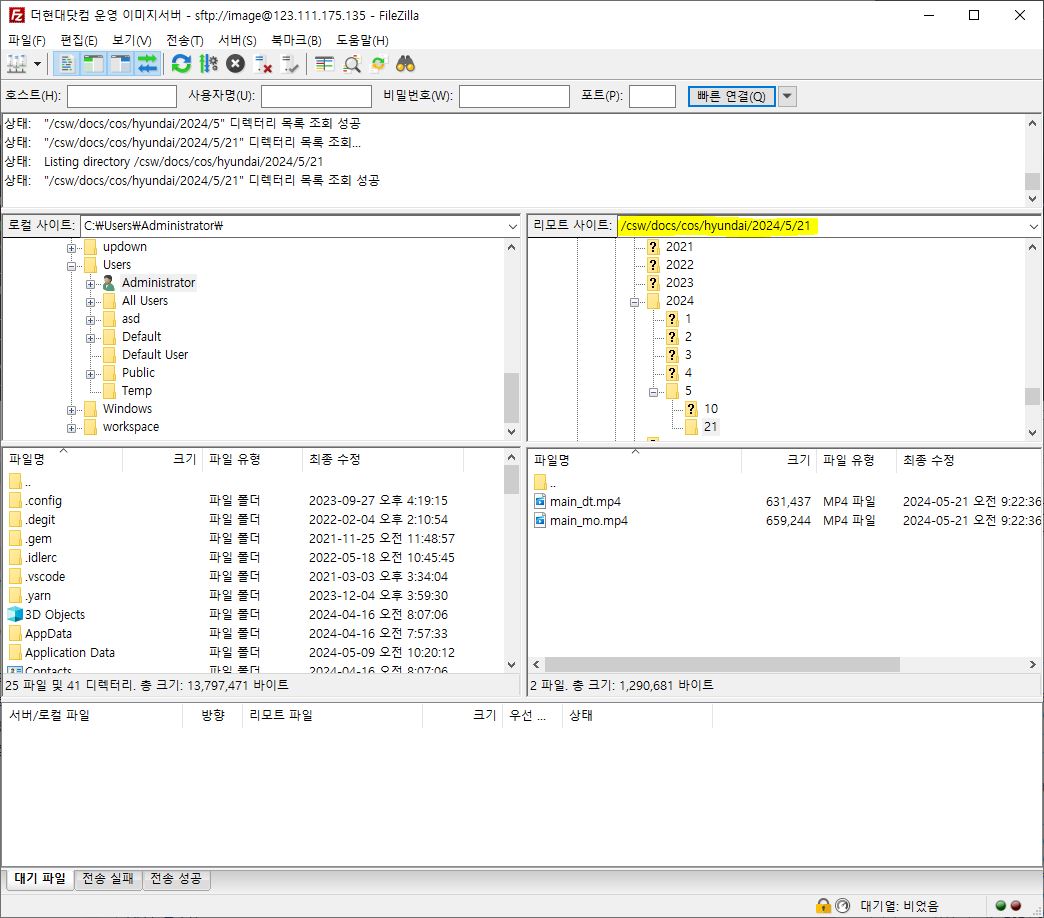 더현대닷컴 운영 이미지서버 - sftp://image@123.111.175.135 - FileZilla
파일(F) 편집(E) 보기(V) 전송(T) 서버(S) 북마크(B) 도움말(H)
호스트(H): 사용자명(U): 비밀번호(W): 포트(P): 빠른 연결(Q)
상태: "/csw/docs/cos/hyundai/2024/5" 디렉터리 목록 조회 성공
상태: "/csw/docs/cos/hyundai/2024/5/21" 디렉터리 목록 조회...
상태: Listing directory /csw/docs/cos/hyundai/2024/5/21
상태: "/csw/docs/cos/hyundai/2024/5/21" 디렉터리 목록 조회 성공
로컬 사이트: C:₩Users₩Administrator₩
updown
Users
Administrator
All Users
asd
Default
Default User
Public
Temp
Windows
workspace
파일명 크기 파일 유형 최종 수정
..
.config 파일 폴더 2023-09-27 오후 4:19:15
.degit 파일 폴더 2022-02-04 오후 2:10:54
.gem 파일 폴더 2021-11-25 오전 11:48:57
.idlerc 파일 폴더 2022-05-18 오전 10:45:45
.vscode 파일 폴더 2021-03-03 오후 3:34:04
.yarn 파일 폴더 2023-12-04 오후 3:59:30
3D Objects 파일 폴더 2024-04-16 오전 8:07:06
AppData 파일 폴더 2024-04-16 오전 7:57:33
Application Data 파일 폴더 2024-05-09 오전 10:20:12
Contacts 파일 폴더 2024-04-16 오전 8:07:06
25 파일 및 41 디렉터리. 총 크기: 13,797,471 바이트
리모트 사이트: /csw/docs/cos/hyundai/2024/5/21
2021
2022
2023
2024
1
2
3
4
5
10
21
파일명 크기 파일 유형 최종 수정
..
main_dt.mp4 631,437 MP4 파일 2024-05-21 오전 9:22:36
main_mo.mp4 659,244 MP4 파일 2024-05-21 오전 9:22:36
2 파일. 총 크기: 1,290,681 바이트
서버/로컬 파일 방향 리모트 파일 크기 우선 ... 상태
대기 파일 전송 실패 전송 성공
대기열: 비었음